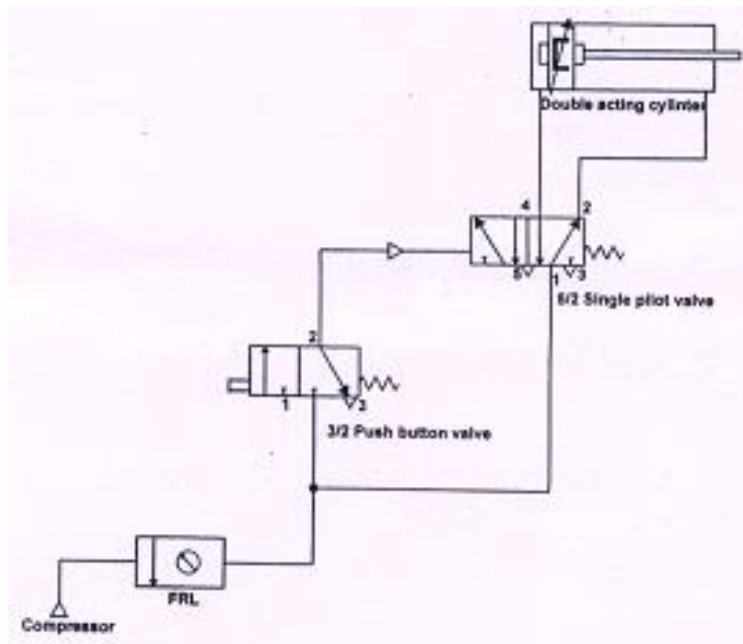 Double acting cylinter
4
2
5
1
3
5/2 Single pilot valve
2
1
3
3/2 Push button valve
FRL
Compressor